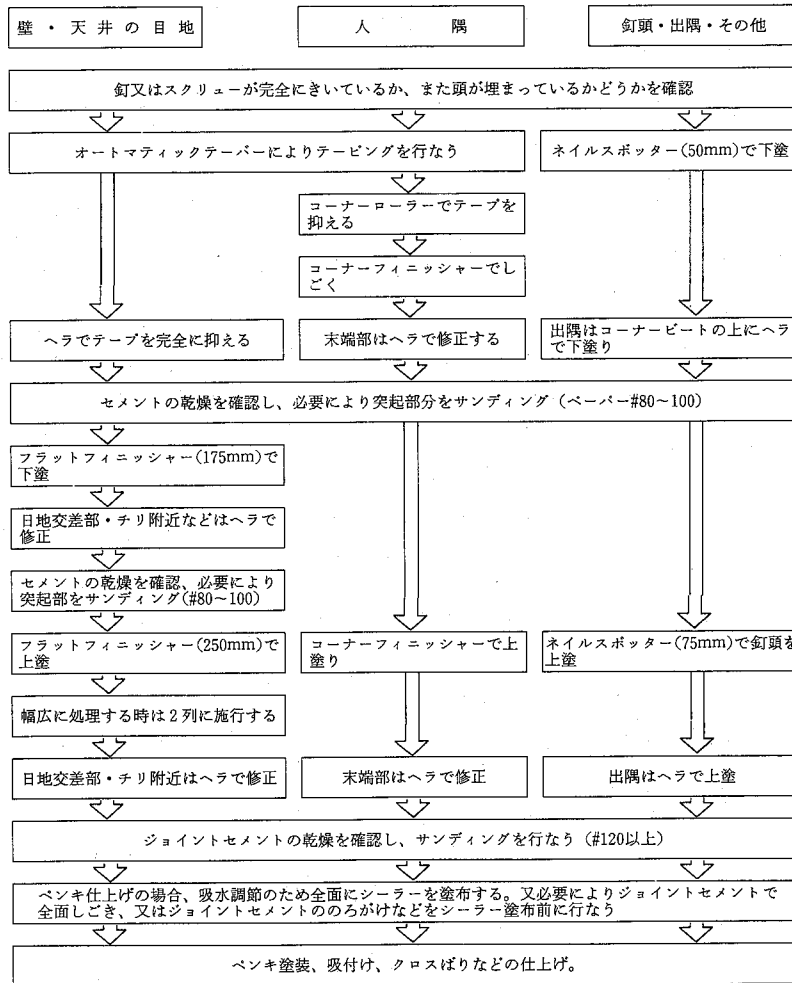 壁・天井の目地
人隅
釘頭・出隅・その他
釘又はスクリューが完全にきいているか、また頭が埋まっているかどうかを確認
オートマティックテーパーによりテーピングを行なう
ネイルスポッター(50mm)で下塗
コーナーローラーでテープを
抑える
コーナーフィニッシャーでし
ごく
ヘラでテープを完全に抑える
末端部はヘラで修正する
出隅はコーナービートの上にヘラ
で下塗り
セメントの乾燥を確認し、必要により突起部分をサンディング(ペーパー#80~100)
フラットフィニッシャー(175mm)で
下塗
日地交差部・チリ附近などはヘラで
修正
セメントの乾燥を確認、必要により
突起部をサンディング(#80~100)
フラットフィニッシャー(250mm)で
上塗
コーナーフィニッシャーで上
塗り
ネイルスポッター(75mm)で釘頭を
上塗
幅広に処理する時は2列に施行する
日地交差部・チリ附近はヘラで修正
末端部はヘラで修正
出隅はヘラで上塗
ジョイントセメントの乾燥を確認し、サンディングを行なう(#120以上)
ペンキ仕上げの場合、吸水調節のため全面にシーラーを塗布する。又必要によりジョイントセメントで
全面しごき、又はジョイントセメントののろがけなどをシーラー塗布前に行なう
ペンキ塗装、吸付け、クロスばりなどの仕上げ。